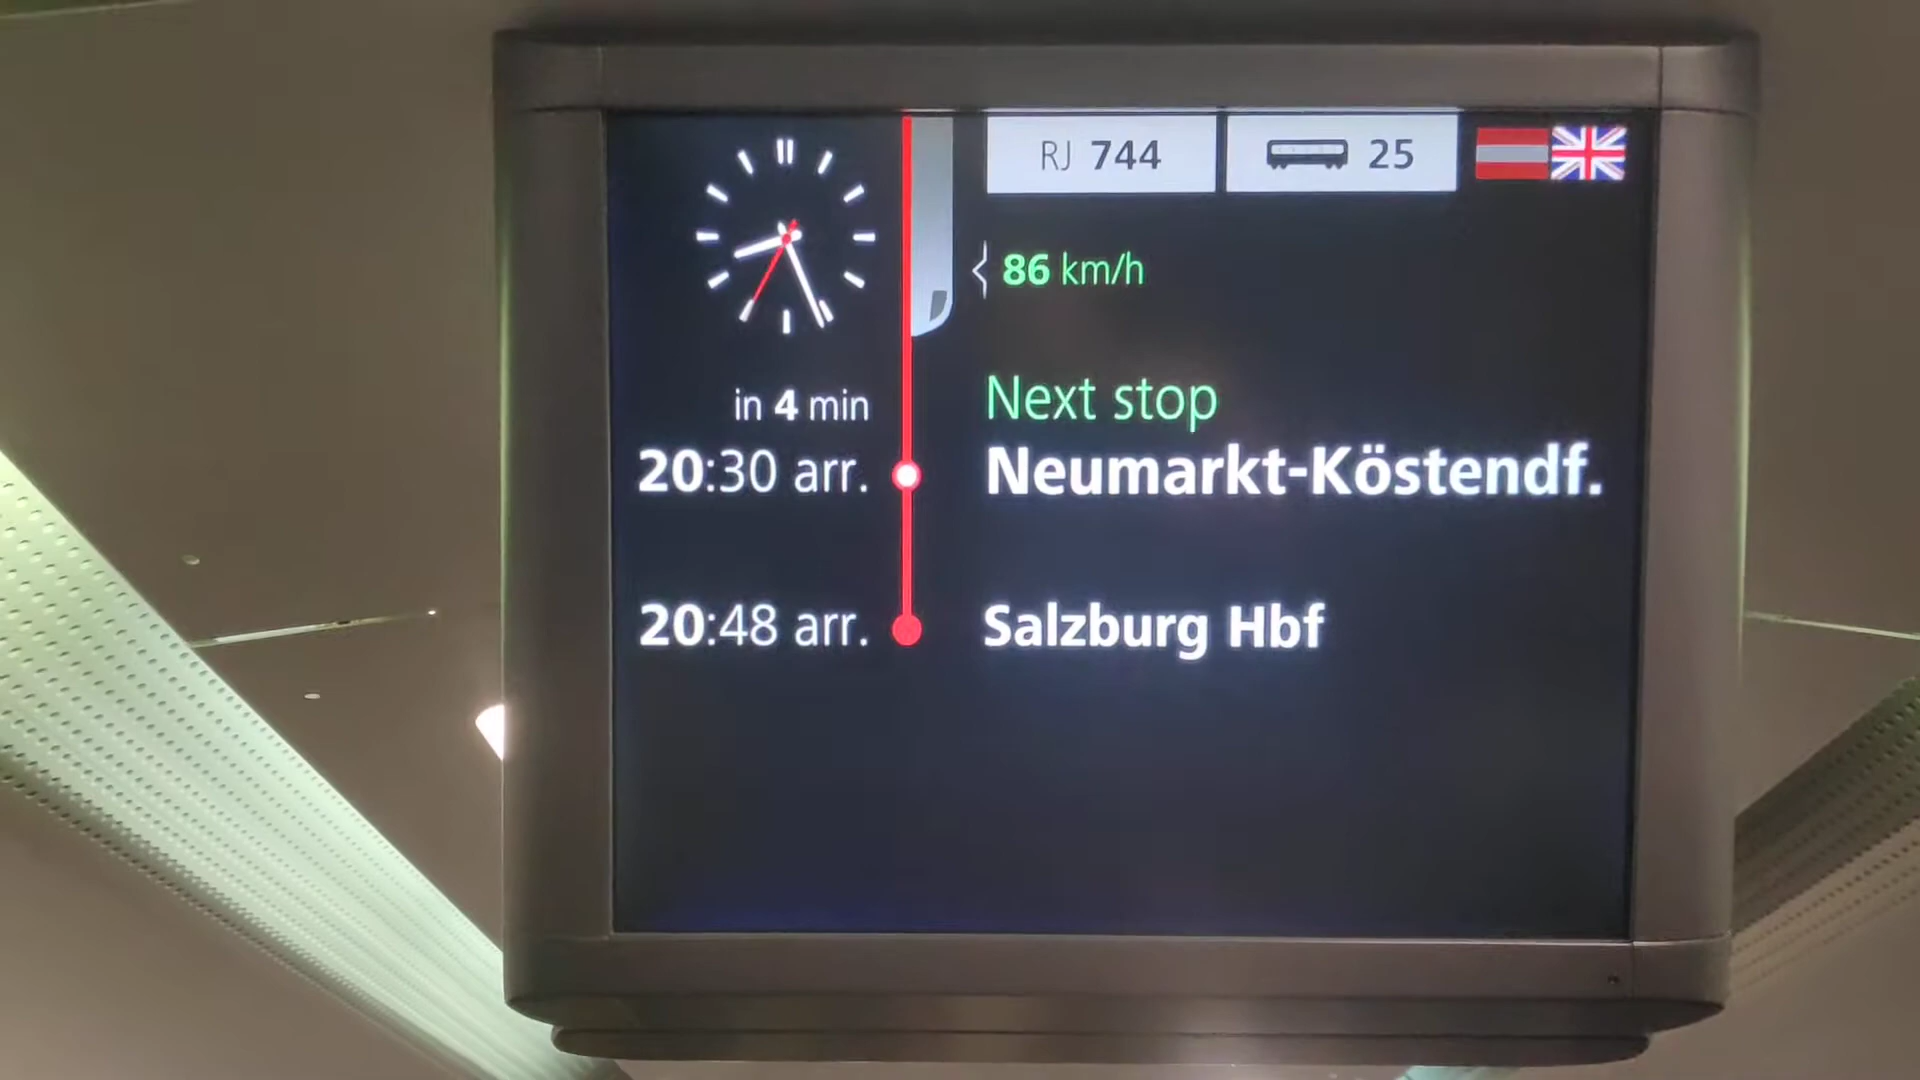 RJ 744
25
86 km/h
in 4 min
Next stop
20:30 arr.
Neumarkt-Köstendf.
20:48 arr.
Salzburg Hbf